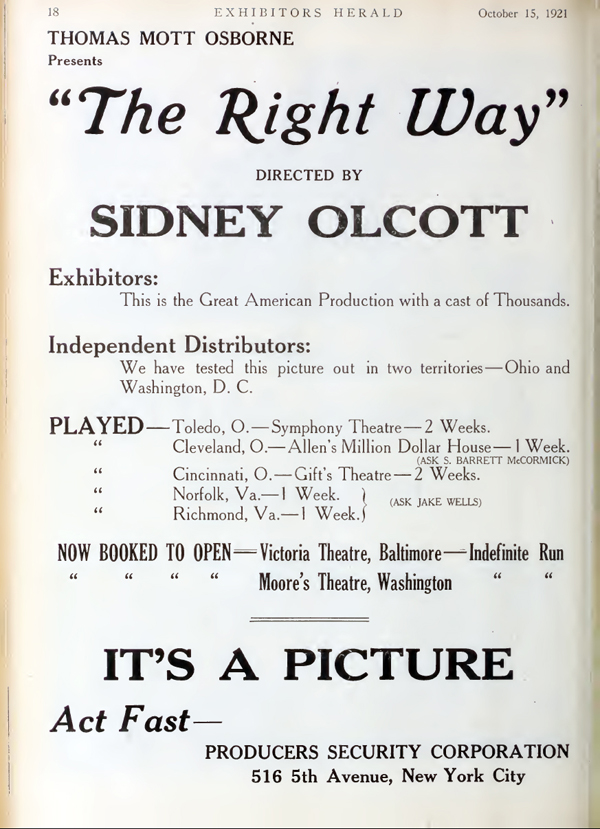 18 EXHIBITORS HERALD October 15, 1921
THOMAS MOTT OSBORNE
Presents
“The Right Way”
DIRECTED BY
SIDNEY OLCOTT
Exhibitors:
This is the Great American Production with a cast of Thousands.
Independent Distributors:
We have tested this picture out in two territories—Ohio and
Washington, D. C.
PLAYED—Toledo, O.—Symphony Theatre—2 Weeks.
“ Cleveland, O.—Allen's Million Dollar House—1 Week.
(ASK S. BARRETT McCORMICK)
“ Cincinnati, O.—Gift's Theatre—2 Weeks.
“ Norfolk, Va.—1 Week. }
(ASK JAKE WELLS)
“ Richmond, Va.—1 Week. }
NOW BOOKED TO OPEN—Victoria Theatre, Baltimore—Indefinite Run
“ “ “ “ Moore's Theatre, Washington “ “
IT'S A PICTURE
Act Fast—
PRODUCERS SECURITY CORPORATION
516 5th Avenue, New York City